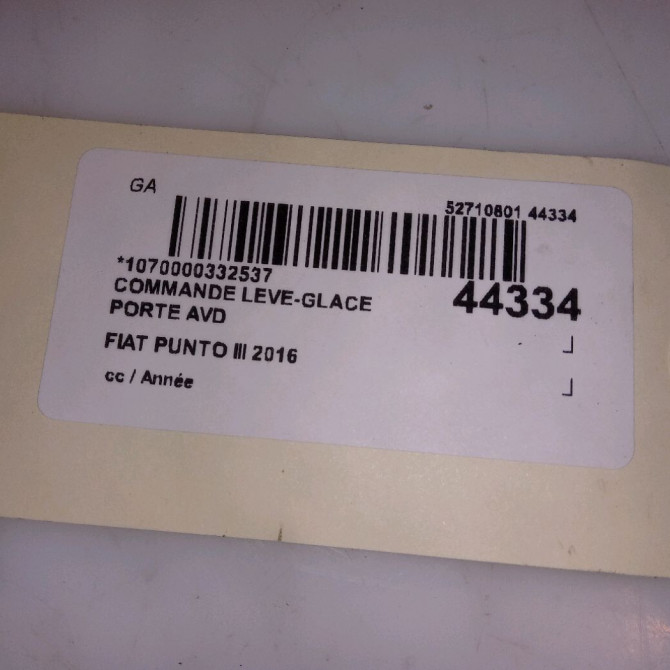 GA
52710801 44334
*1070000332537
44334
COMMANDE LEVE-GLACE
PORTE AVD
FIAT PUNTO III 2016
cc / Année